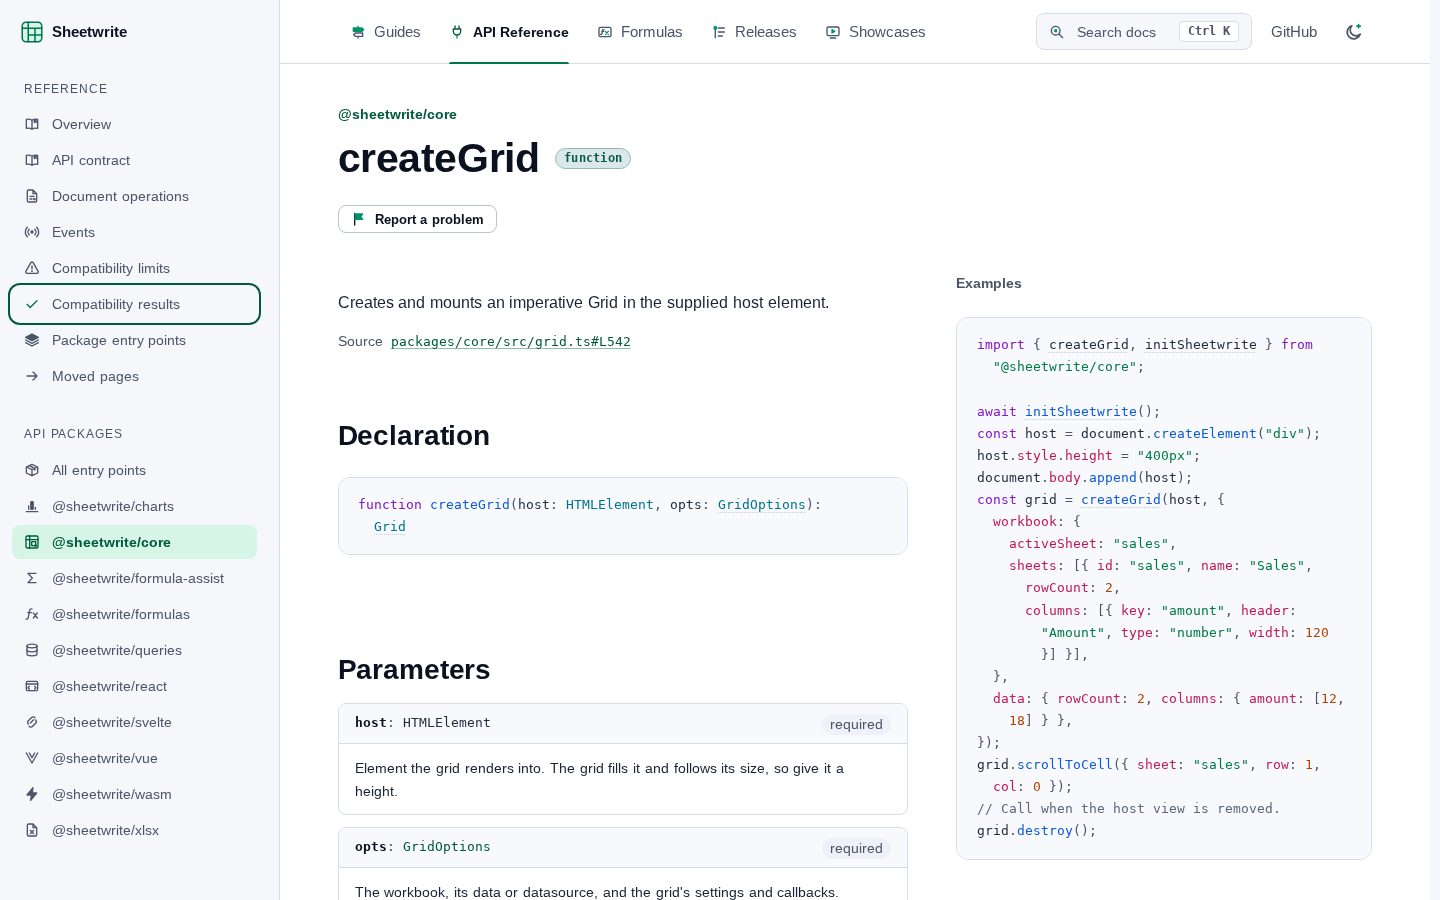 Sheetwrite
REFERENCE
Overview
API contract
Document operations
Events
Compatibility limits
Compatibility results
Package entry points
Moved pages
API PACKAGES
All entry points
@sheetwrite/charts
@sheetwrite/core
@sheetwrite/formula-assist
@sheetwrite/formulas
@sheetwrite/queries
@sheetwrite/react
@sheetwrite/svelte
@sheetwrite/vue
@sheetwrite/wasm
@sheetwrite/xlsx
Guides
API Reference
Formulas
Releases
Showcases
Search docs
Ctrl K
GitHub
@sheetwrite/core
createGrid function
Report a problem
Creates and mounts an imperative Grid in the supplied host element.
Source packages/core/src/grid.ts#L542
Declaration
function createGrid(host: HTMLElement, opts: GridOptions):
Grid
Parameters
host: HTMLElement required
Element the grid renders into. The grid fills it and follows its size, so give it a
height.
opts: GridOptions required
The workbook, its data or datasource, and the grid's settings and callbacks.
Examples
import { createGrid, initSheetwrite } from
"@sheetwrite/core";
await initSheetwrite();
const host = document.createElement("div");
host.style.height = "400px";
document.body.append(host);
const grid = createGrid(host, {
workbook: {
activeSheet: "sales",
sheets: [{ id: "sales", name: "Sales",
rowCount: 2,
columns: [{ key: "amount", header:
"Amount", type: "number", width: 120
}] }],
},
data: { rowCount: 2, columns: { amount: [12,
18] } },
});
grid.scrollToCell({ sheet: "sales", row: 1,
col: 0 });
// Call when the host view is removed.
grid.destroy();